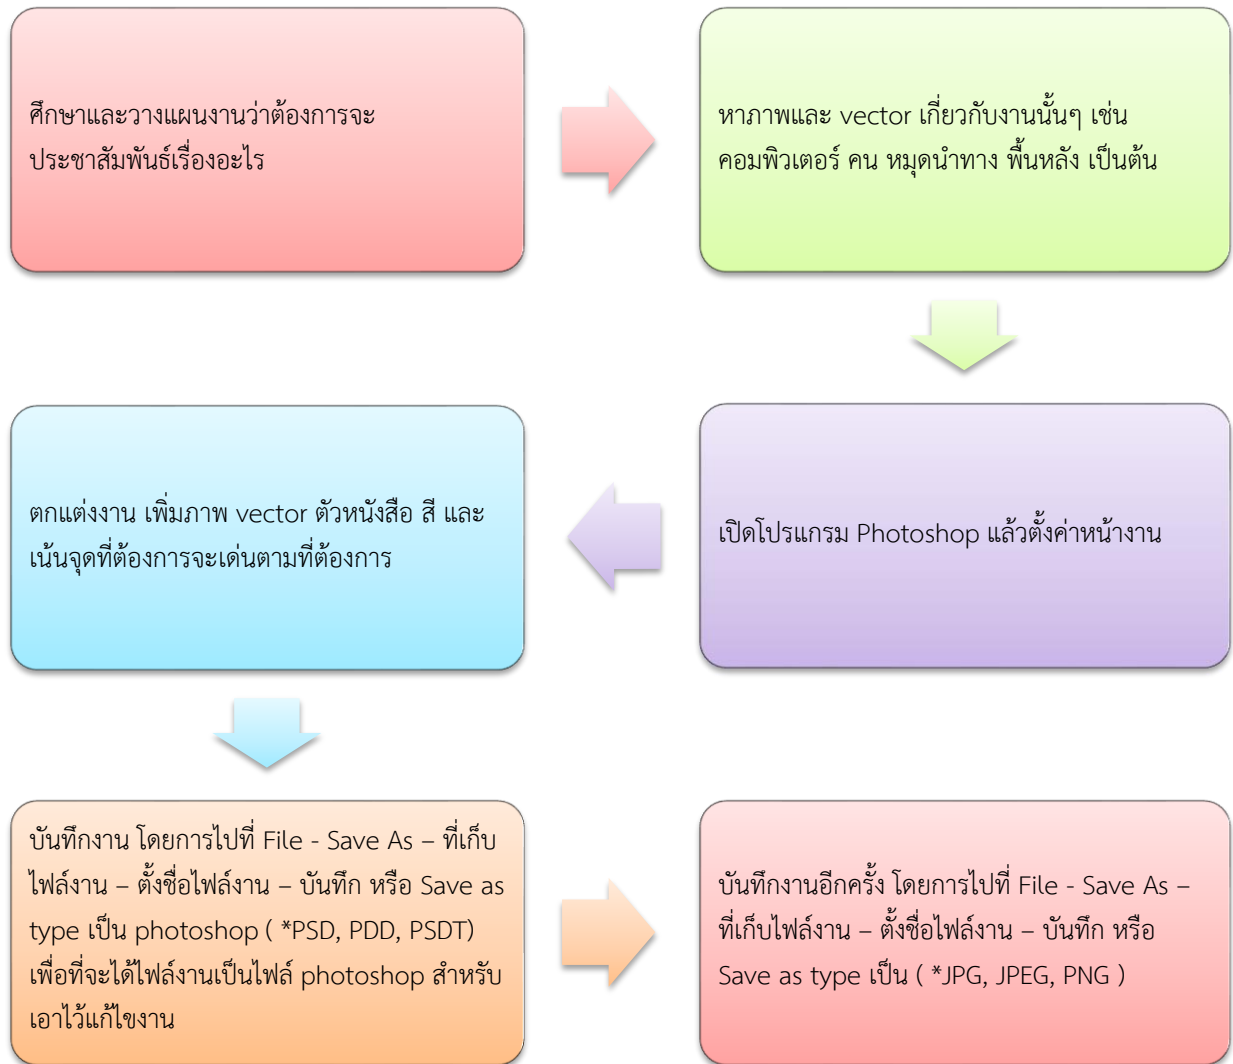 ศึกษาและวางแผนงานว่าต้องการจะ
ประชาสัมพันธ์เรื่องอะไร
หาภาพและ vector เกี่ยวกับงานนั้นๆ เช่น
คอมพิวเตอร์ คน หมุดนำทาง พื้นหลัง เป็นต้น
เปิดโปรแกรม Photoshop แล้วตั้งค่าหน้างาน
ตกแต่งงาน เพิ่มภาพ vector ตัวหนังสือ สี และ
เน้นจุดที่ต้องการจะเด่นตามที่ต้องการ
บันทึกงาน โดยการไปที่ File - Save As – ที่เก็บ
ไฟล์งาน – ตั้งชื่อไฟล์งาน – บันทึก หรือ Save as
type เป็น photoshop ( *PSD, PDD, PSDT)
เพื่อที่จะได้ไฟล์งานเป็นไฟล์ photoshop สำหรับ
เอาไว้แก้ไขงาน
บันทึกงานอีกครั้ง โดยการไปที่ File - Save As –
ที่เก็บไฟล์งาน – ตั้งชื่อไฟล์งาน – บันทึก หรือ
Save as type เป็น ( *JPG, JPEG, PNG )